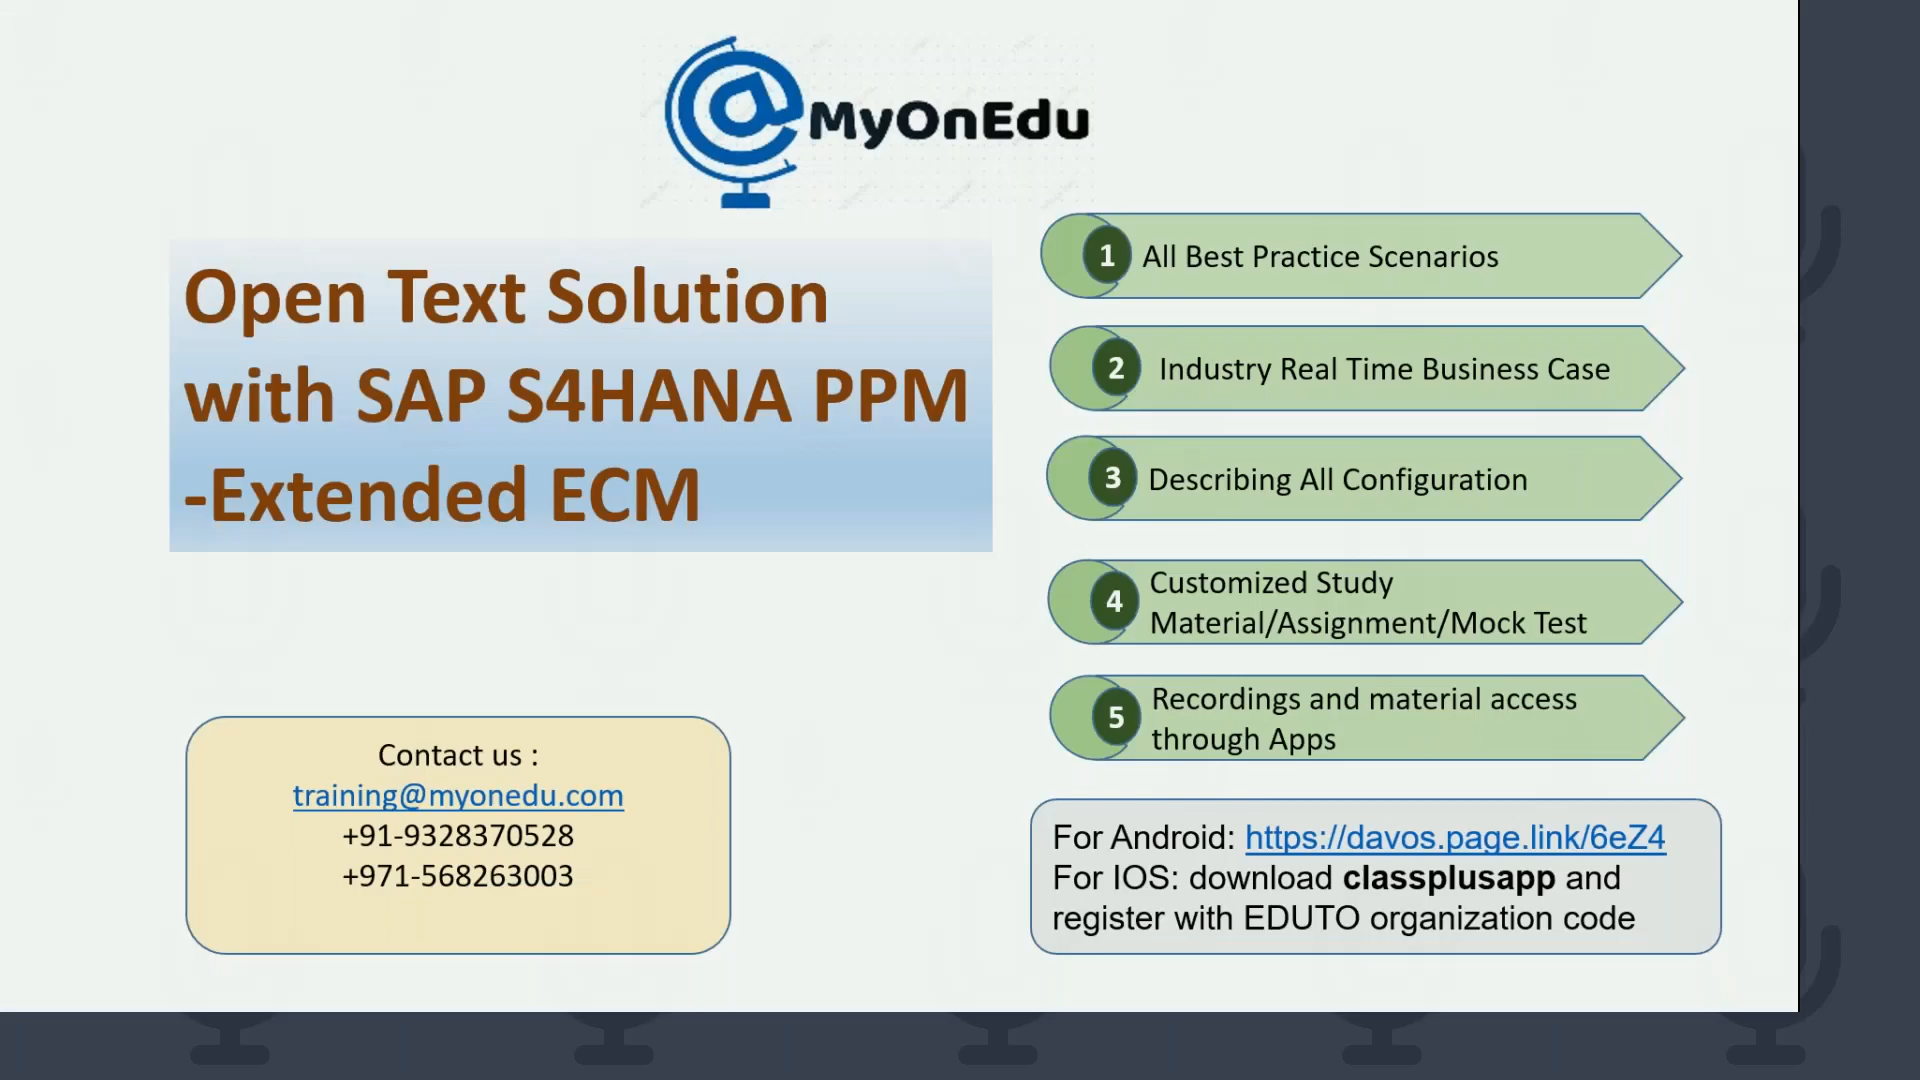 @MyOnEdu
Open Text Solution
with SAP S4HANA PPM
-Extended ECM
1 All Best Practice Scenarios
2 Industry Real Time Business Case
3 Describing All Configuration
4 Customized Study
Material/Assignment/Mock Test
5 Recordings and material access
through Apps
Contact us :
training@myonedu.com
+91-9328370528
+971-568263003
For Android: https://davos.page.link/6eZ4
For IOS: download classplusapp and
register with EDUTO organization code